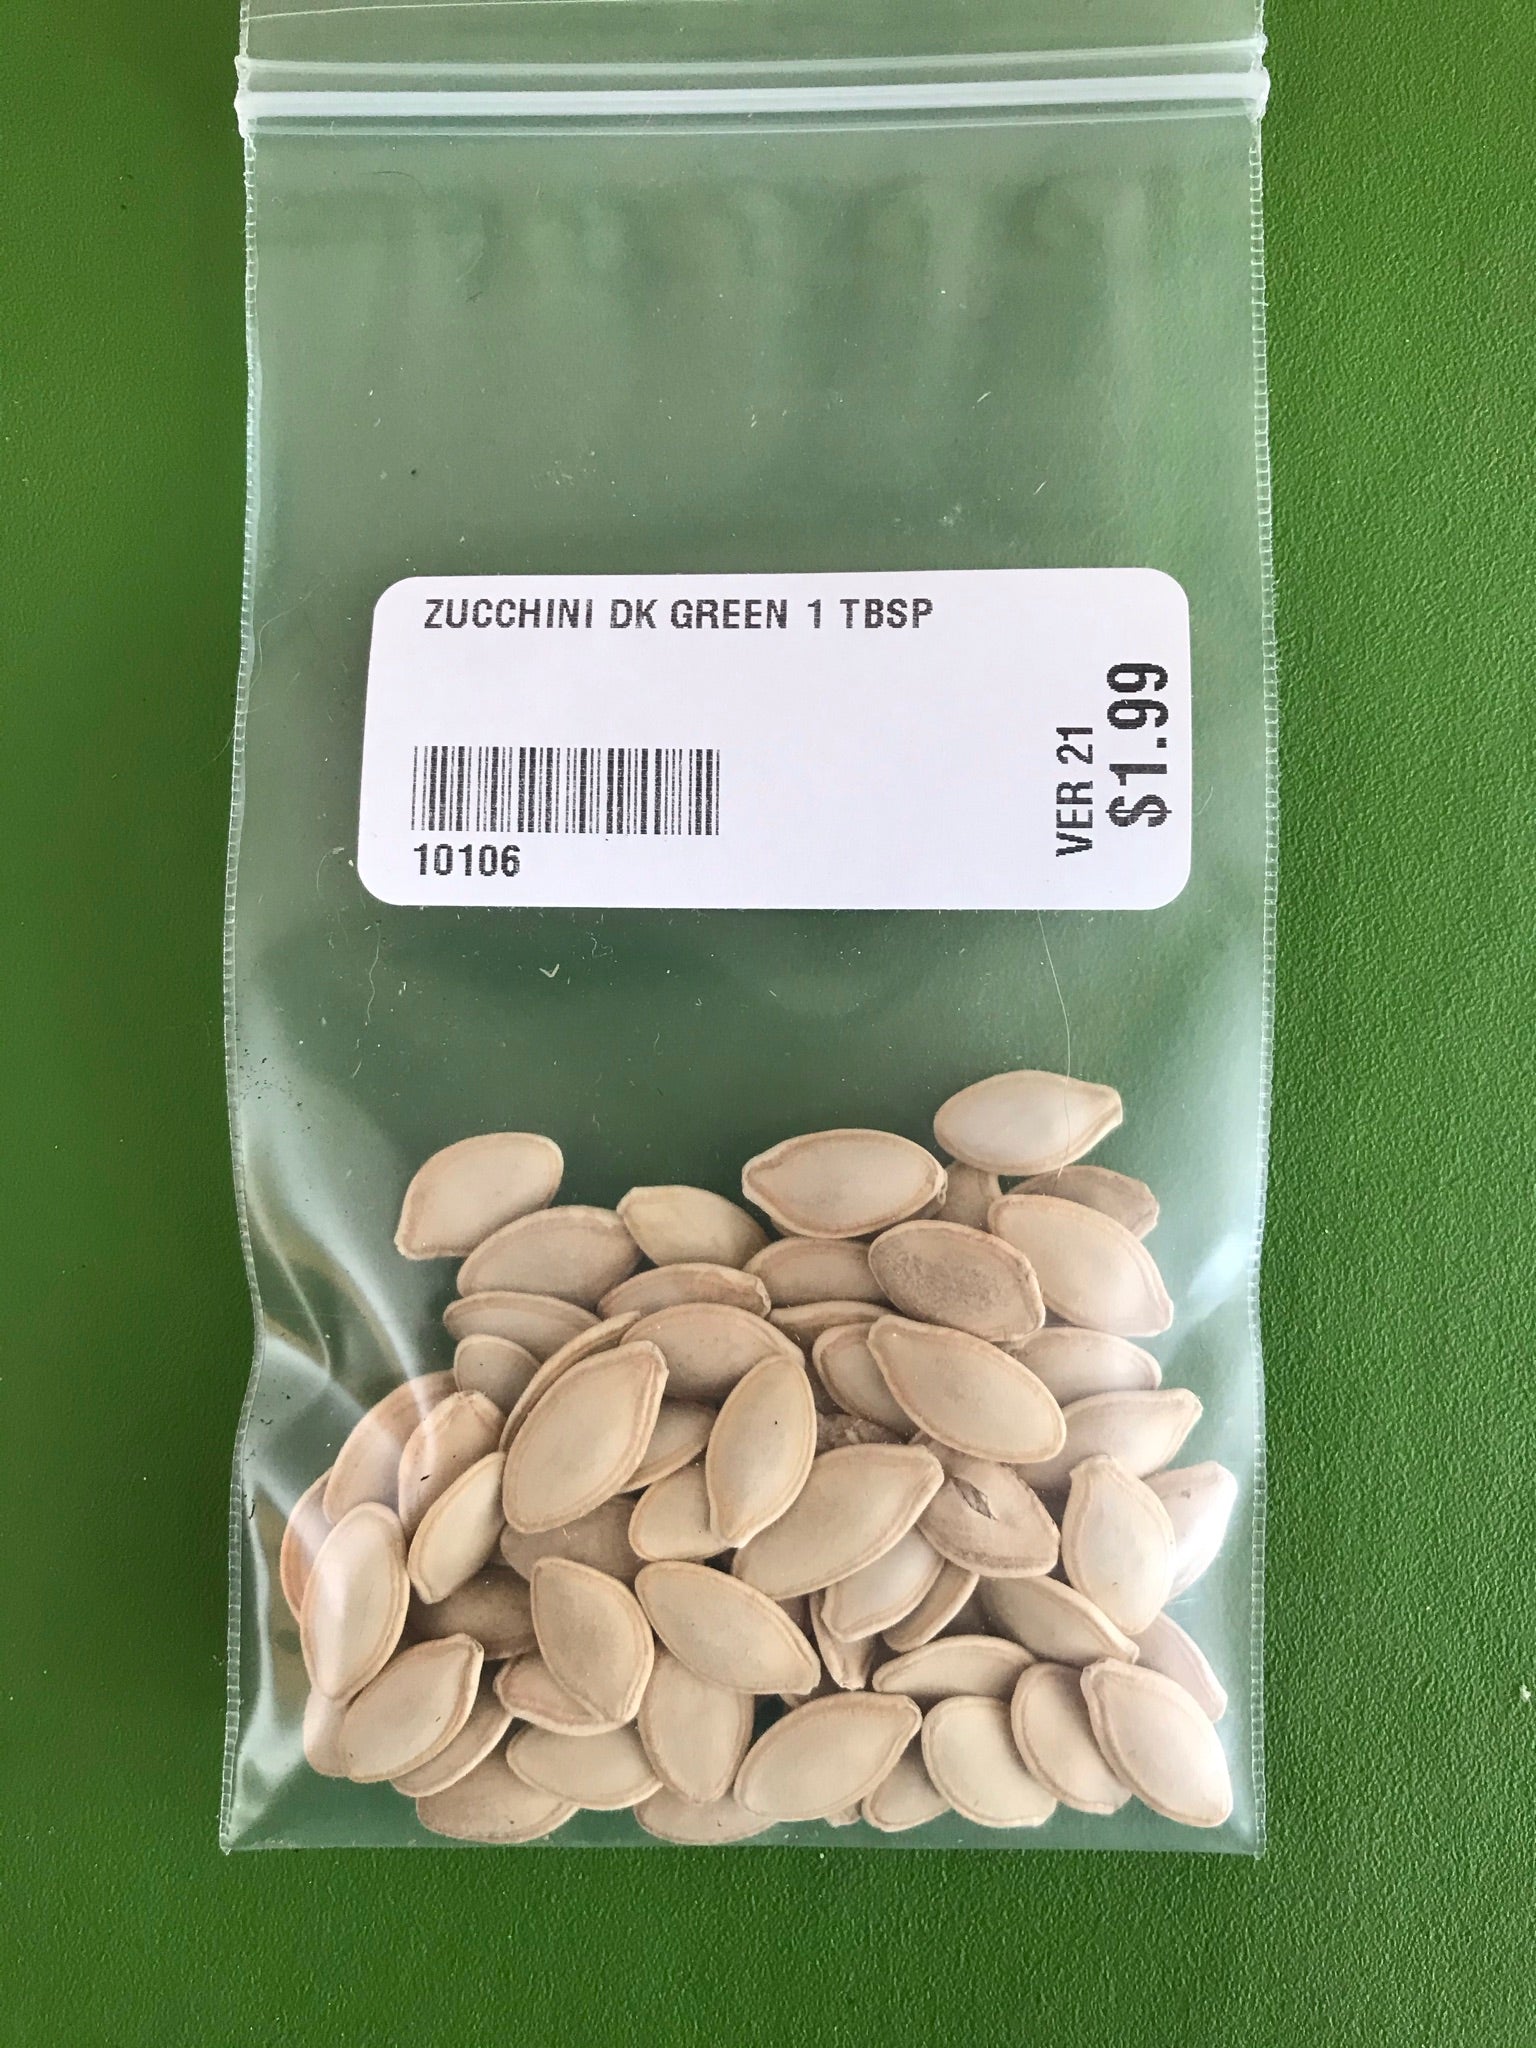 ZUCCHINI DK GREEN 1 TBSP
10106
VER 21
$1.99